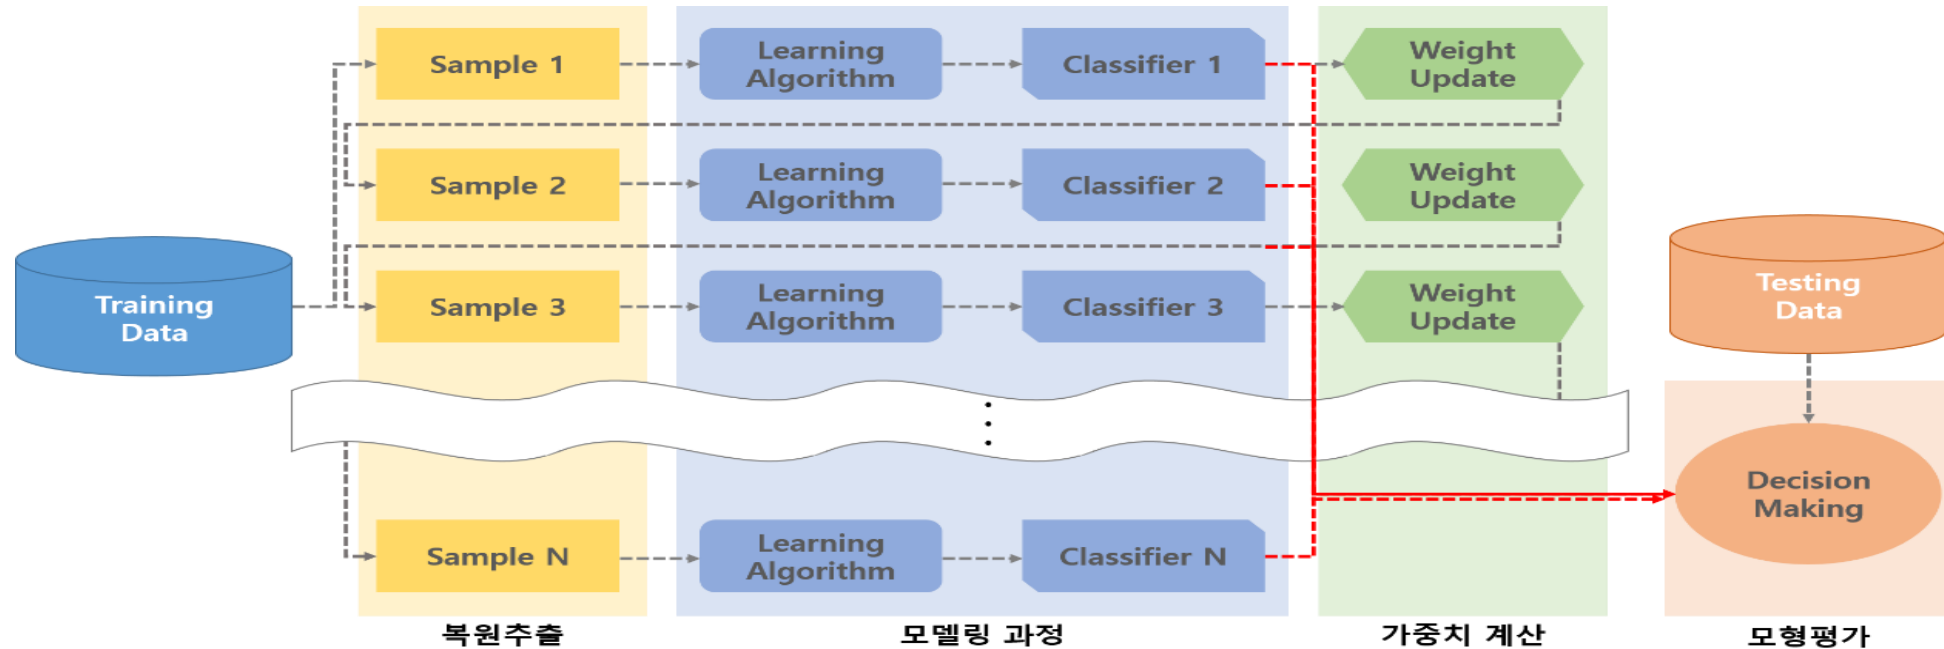 Sample 1
Learning
Algorithm
Classifier 1
Weight
Update
Sample 2
Learning
Algorithm
Classifier 2
Weight
Update
Training
Data
Sample 3
Learning
Algorithm
Classifier 3
Weight
Update
Testing
Data
Decision
Making
Sample N
Learning
Algorithm
Classifier N
복원추출
모델링 과정
가중치 계산
모형평가